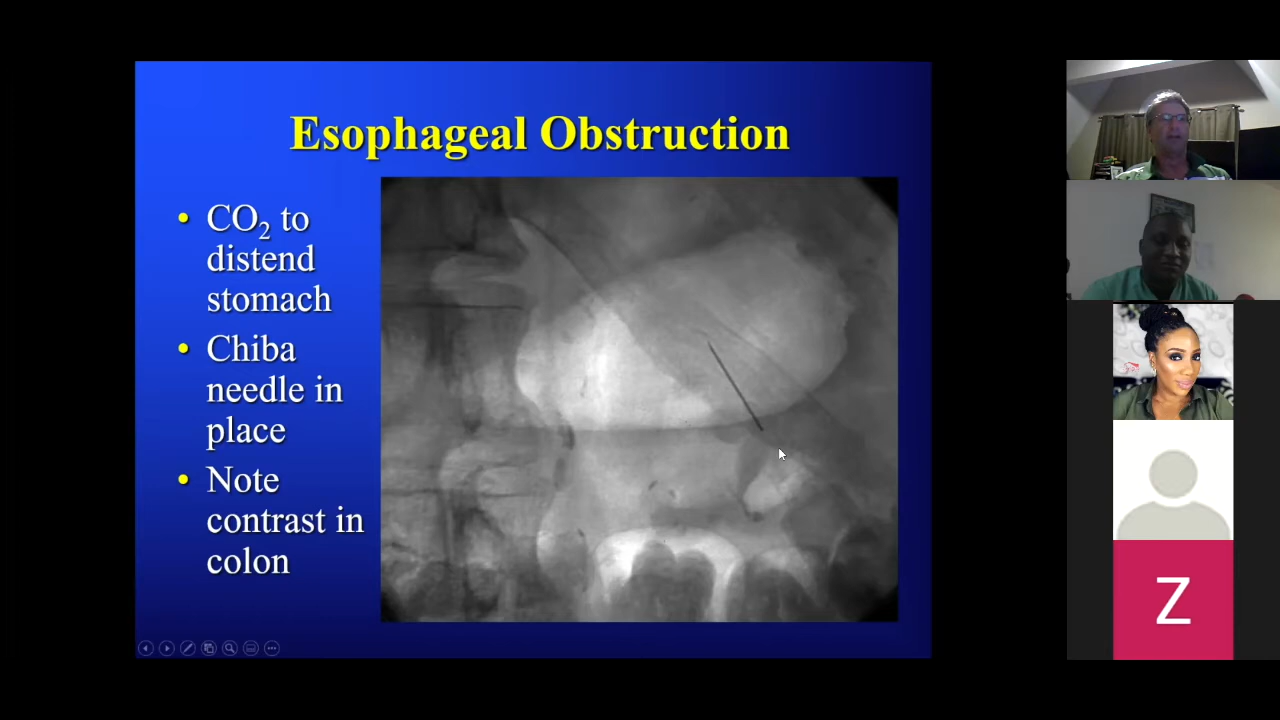 Esophageal Obstruction
• CO₂ to
distend
stomach
• Chiba
needle in
place
• Note
contrast in
colon
Z